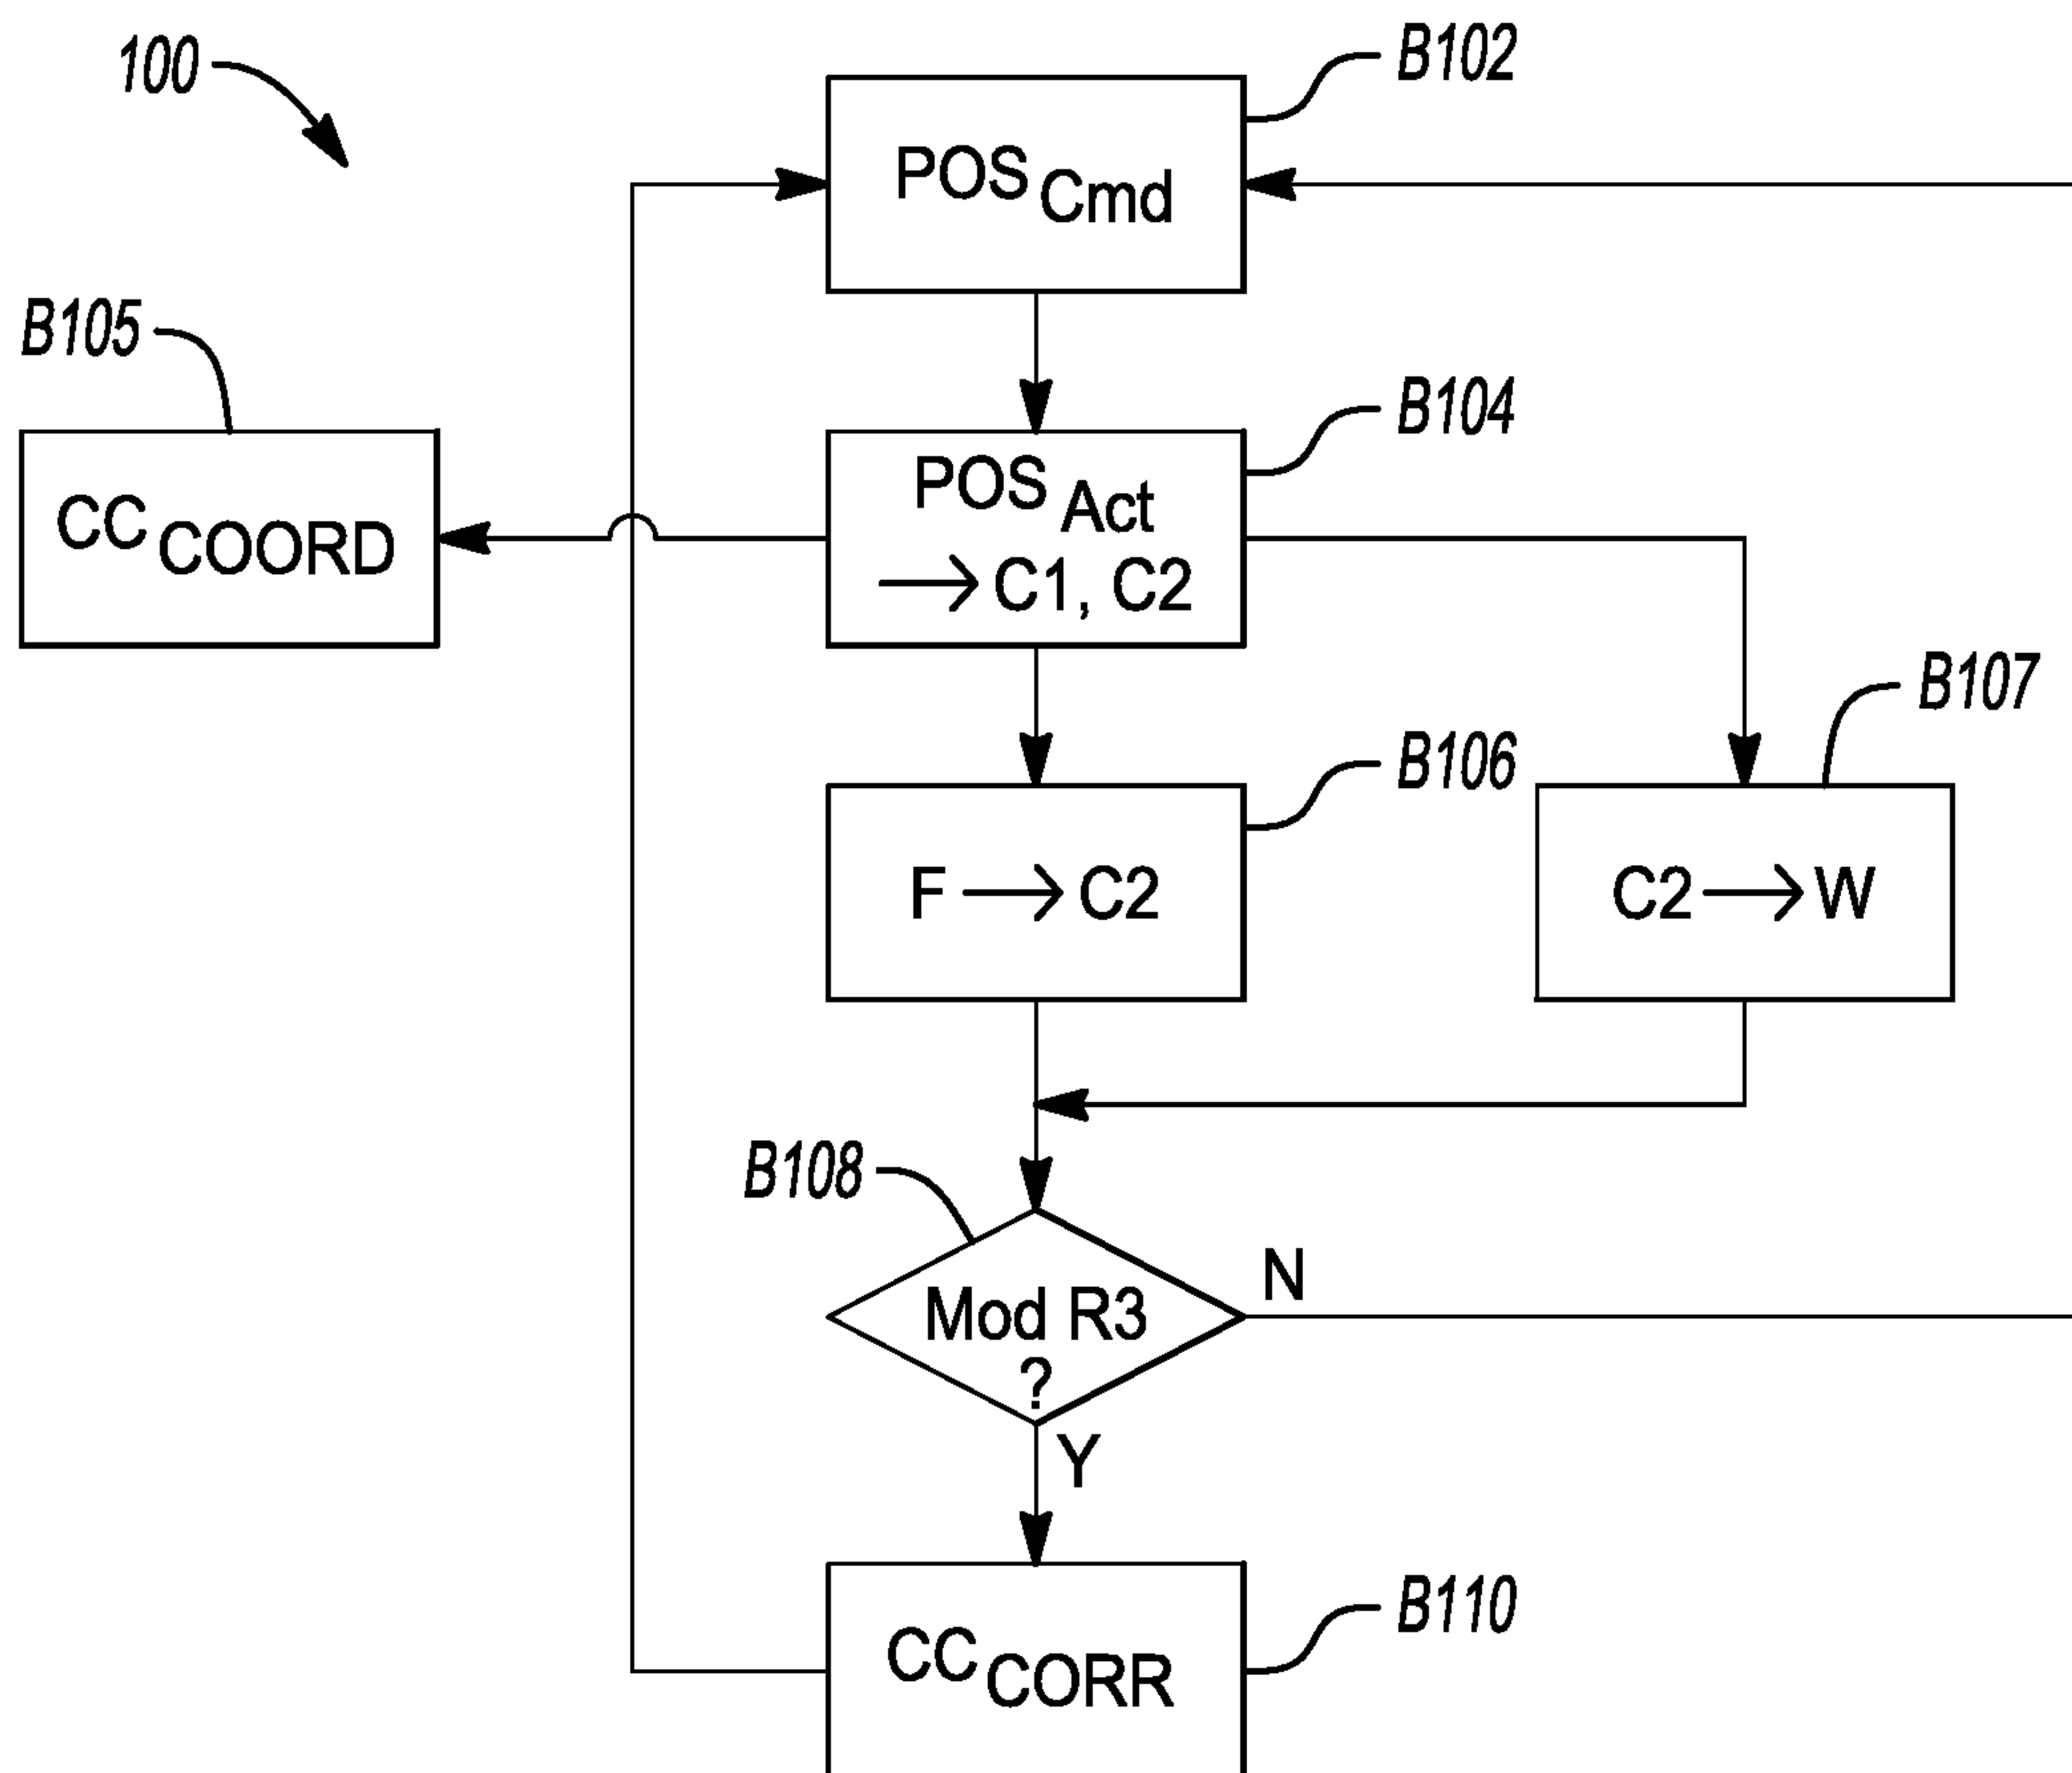 100
B102
POS Cmd
B105
B104
CC COORD
POS Act
→ C1, C2
B107
B106
F → C2
C2 → W
B108
N
Mod R3
?
Y
B110
CC CORR